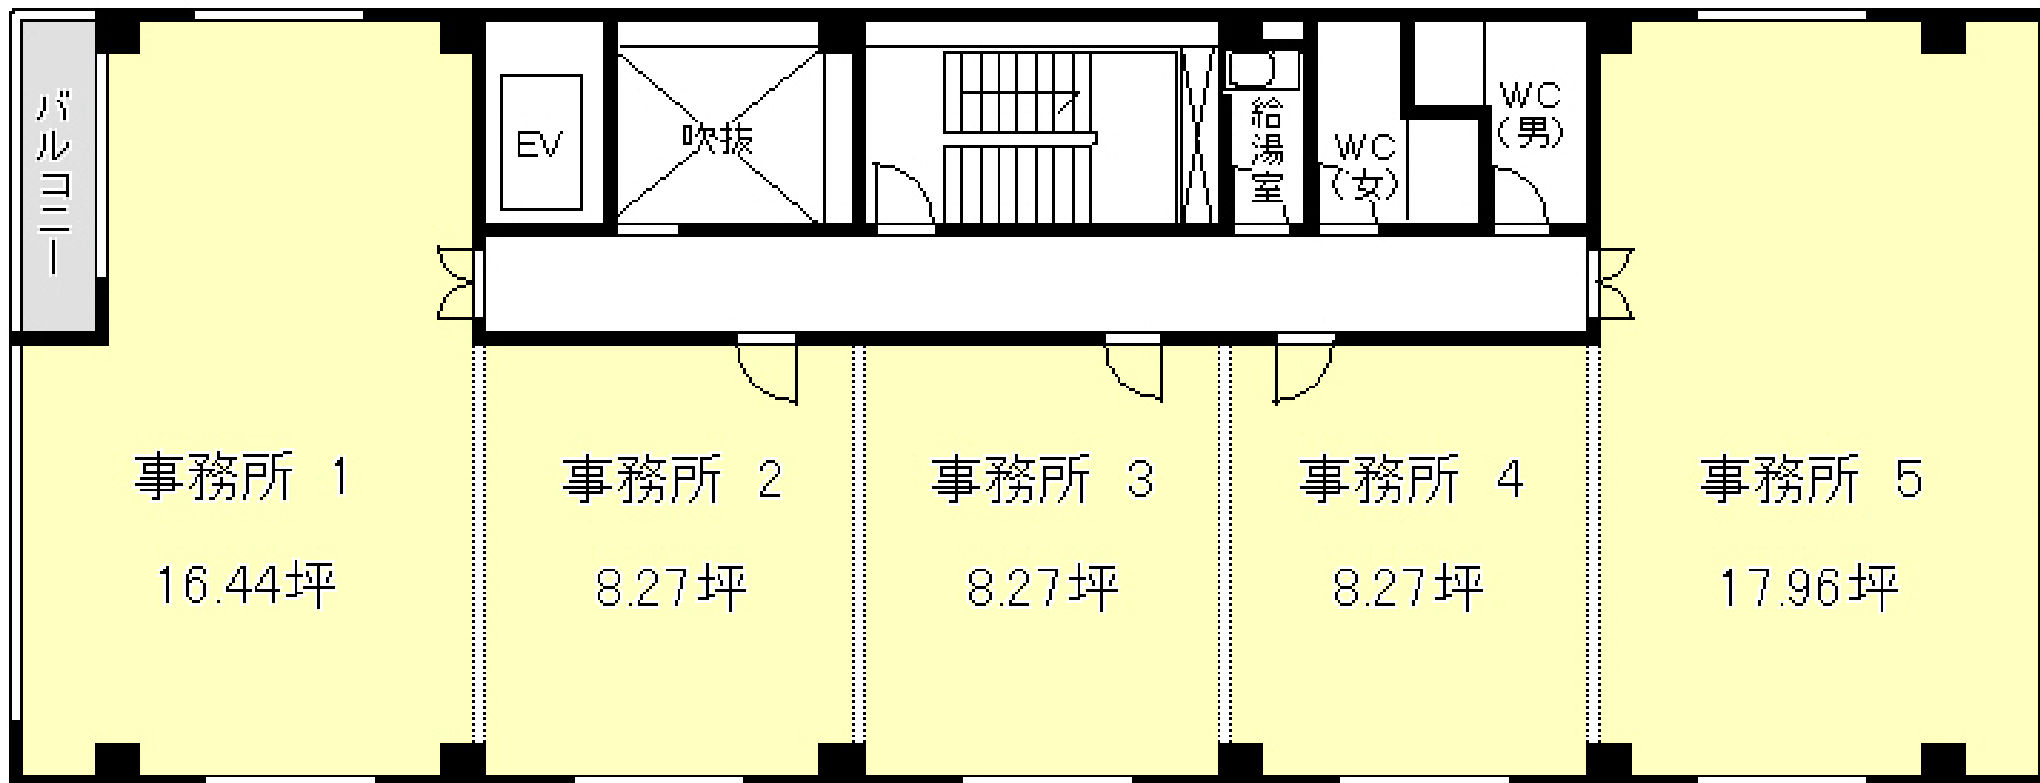 バルコニー
EV
吹抜
給湯室
WC
(女)
WC
(男)
事務所 1
16.44坪
事務所 2
8.27坪
事務所 3
8.27坪
事務所 4
8.27坪
事務所 5
17.96坪